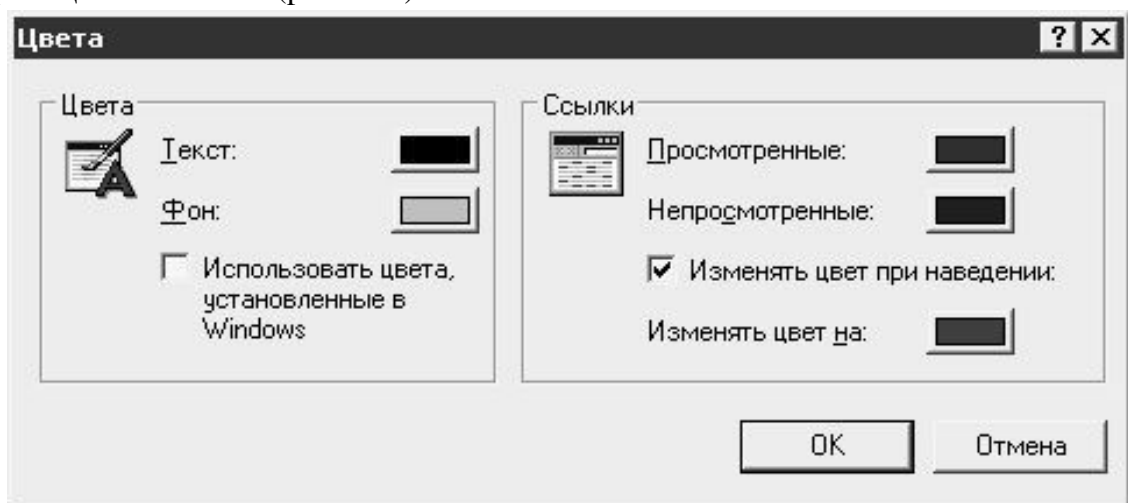 Цвета
Цвета
Текст:
Фон:
Использовать цвета,
установленные в
Windows
Ссылки
Просмотренные:
Непросмотренные:
Изменять цвет при наведении:
Изменять цвет на:
OK
Отмена